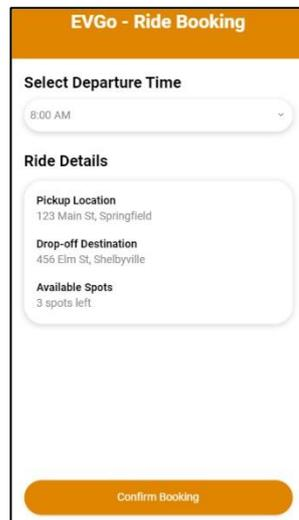 EVGo - Ride Booking
Select Departure Time
8:00 AM
Ride Details
Pickup Location
123 Main St, Springfield
Drop-off Destination
456 Elm St, Shelbyville
Available Spots
3 spots left
Confirm Booking